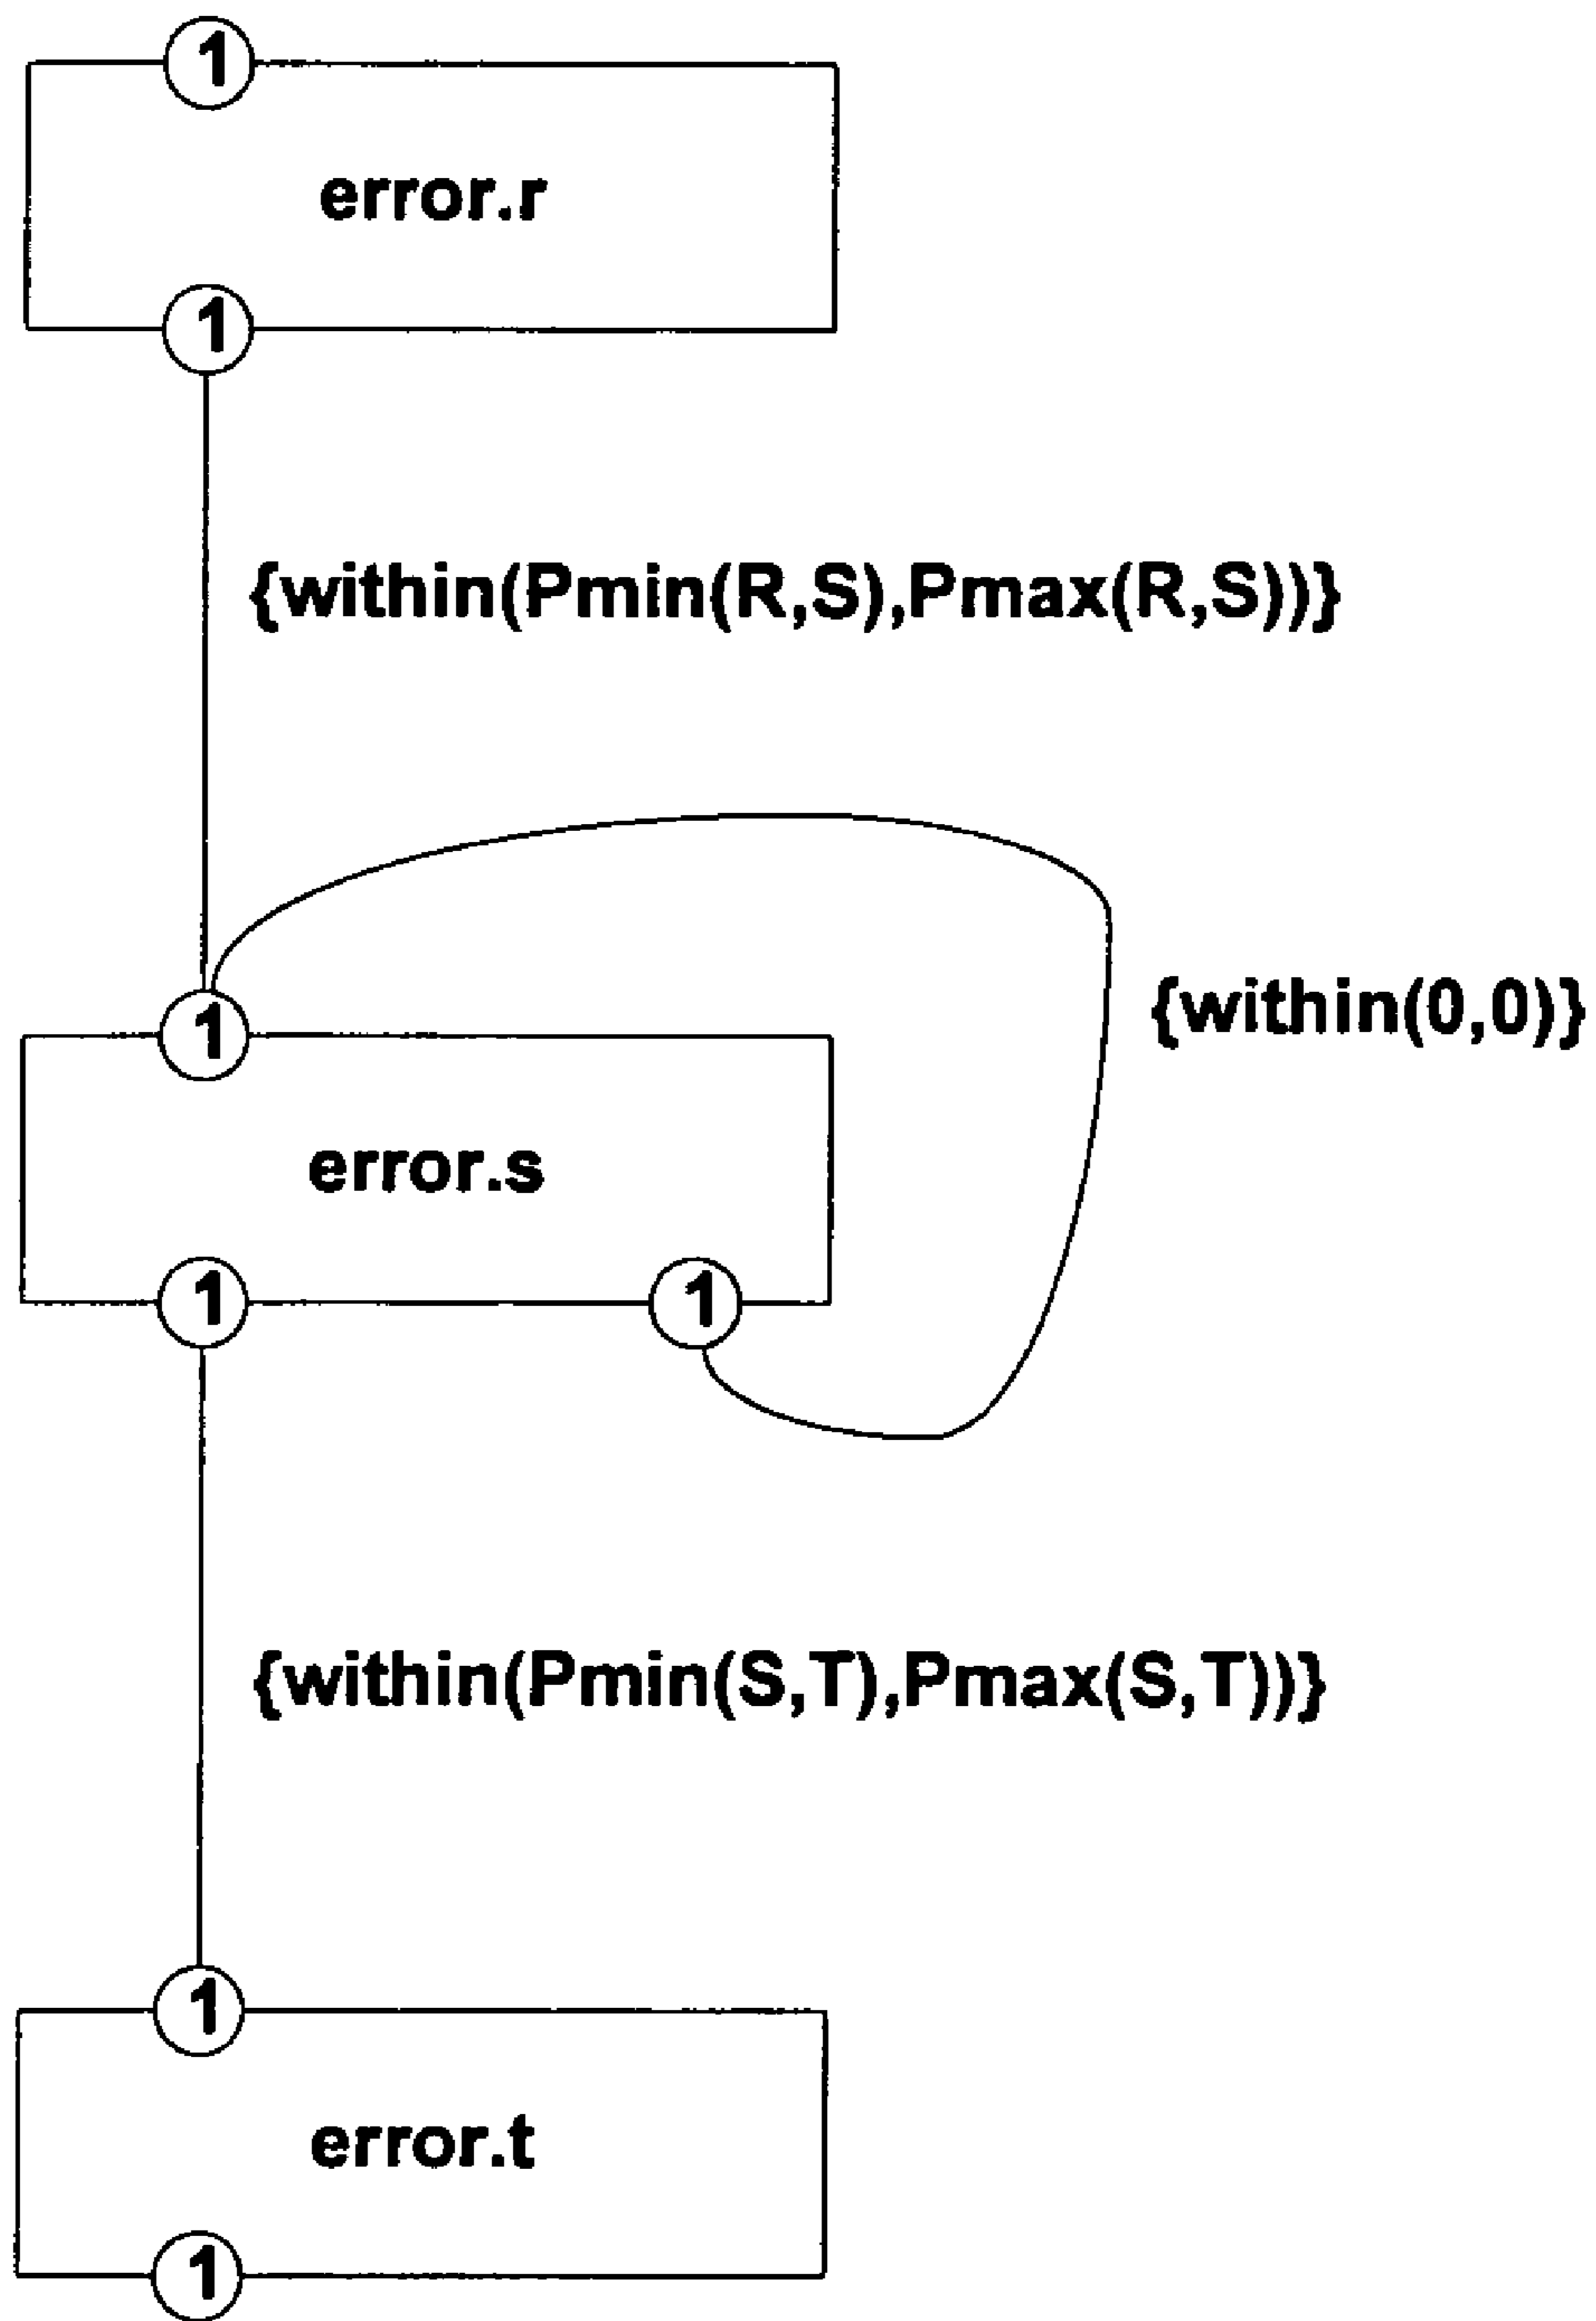 1
error.r
1
{within(Pmin(R,S),Pmax(R,S))}
{within(0,0)}
1
error.s
1 1
{within(Pmin(S,T),Pmax(S,T))}
1
error.t
1